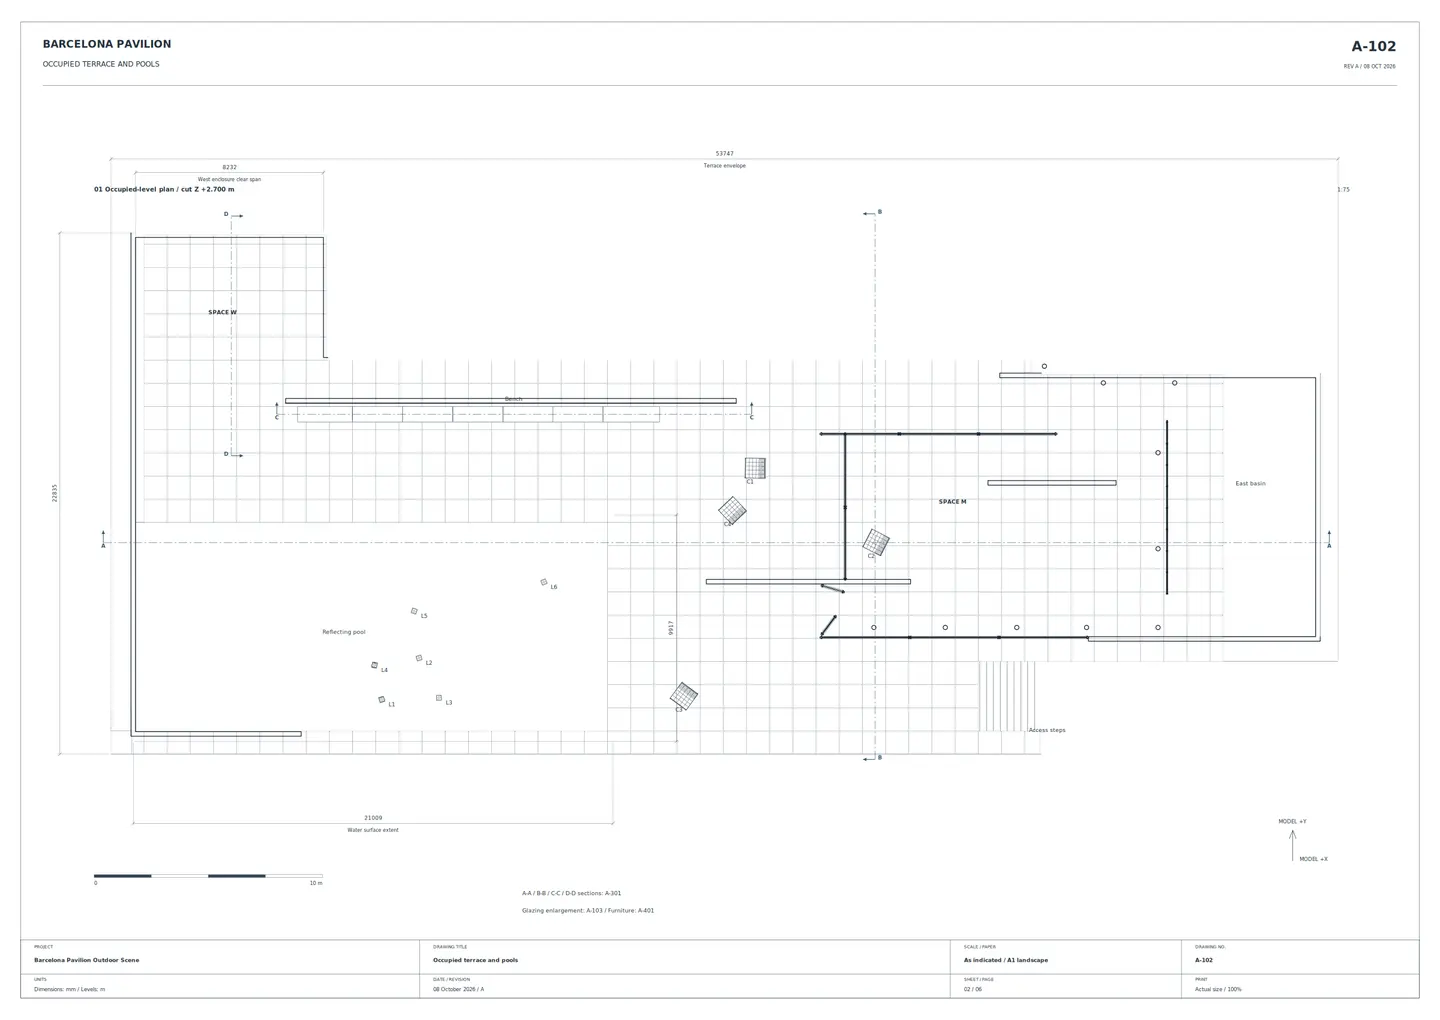 BARCELONA PAVILION
OCCUPIED TERRACE AND POOLS
A-102
REV A / 08 OCT 2026
53747
Terrace envelope
8232
West enclosure clear span
01 Occupied-level plan / cut Z +2.700 m
1:75
D
B
SPACE W
Bench
C
C
D
C1
C4
C2
C3
SPACE M
East basin
22835
A
A
9917
L6
L5
Reflecting pool
L2
L4
L1
L3
Access steps
B
21009
Water surface extent
MODEL +Y
MODEL +X
0
10 m
A-A / B-B / C-C / D-D sections: A-301
Glazing enlargement: A-103 / Furniture: A-401
PROJECT
Barcelona Pavilion Outdoor Scene
DRAWING TITLE
Occupied terrace and pools
SCALE / PAPER
As indicated / A1 landscape
DRAWING NO.
A-102
UNITS
Dimensions: mm / Levels: m
DATE / REVISION
08 October 2026 / A
SHEET / PAGE
02 / 06
PRINT
Actual size / 100%